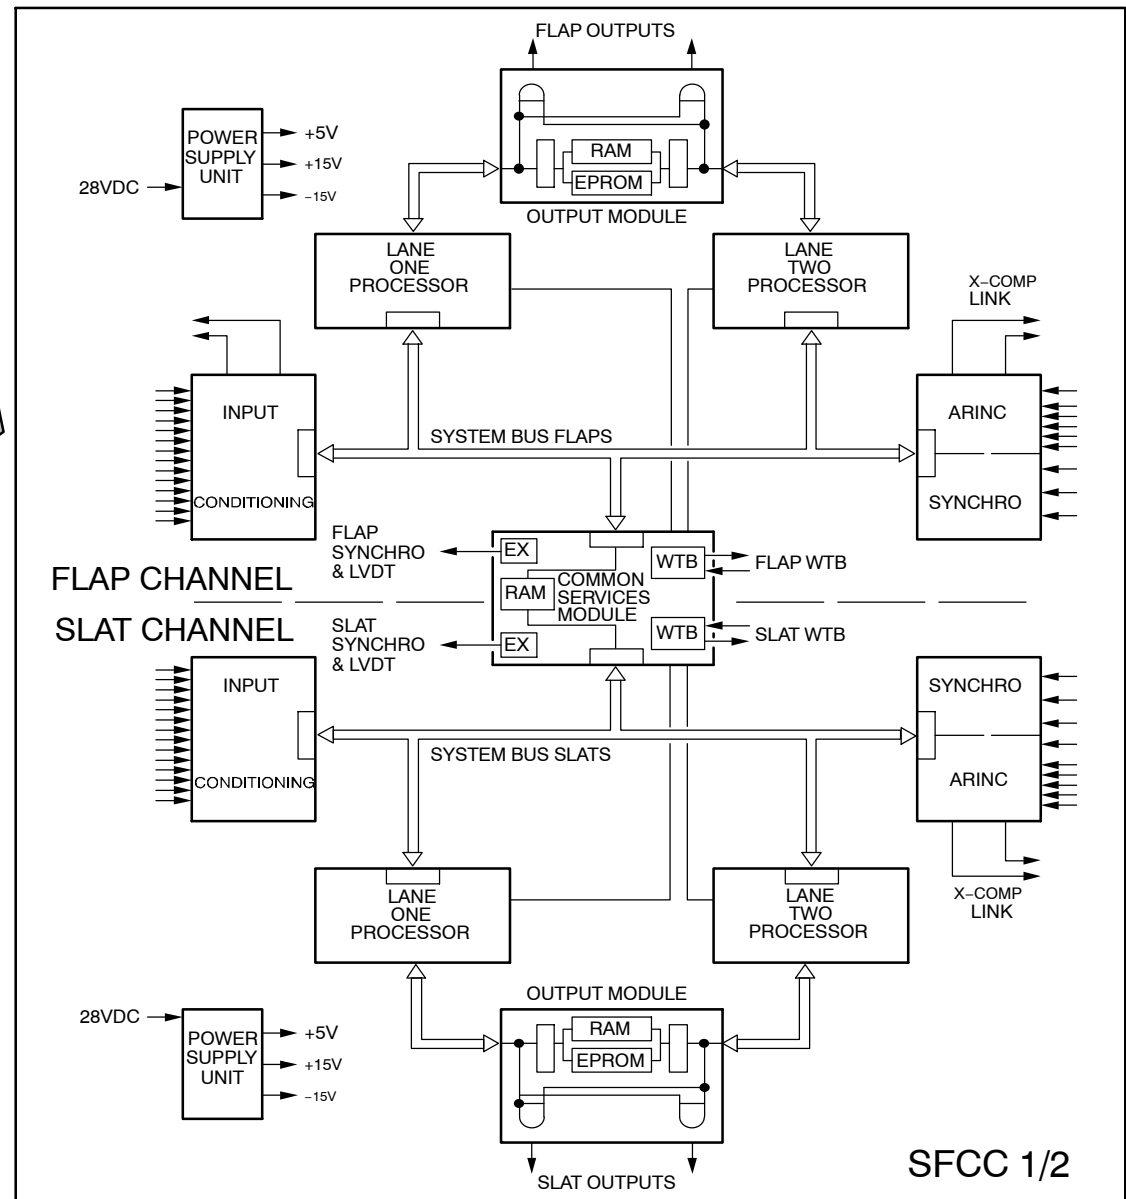 FLAP OUTPUTS
POWER
SUPPLY
UNIT
28VDC
+5V
+15V
−15V
RAM
EPROM
OUTPUT MODULE
LANE
ONE
PROCESSOR
LANE
TWO
PROCESSOR
X−COMP
LINK
INPUT
CONDITIONING
SYSTEM BUS FLAPS
ARINC
SYNCHRO
FLAP
SYNCHRO
& LVDT
EX
WTB
FLAP WTB
FLAP CHANNEL
RAM
COMMON
SERVICES
MODULE
SLAT CHANNEL
SLAT
SYNCHRO
& LVDT
EX
WTB
SLAT WTB
INPUT
CONDITIONING
SYSTEM BUS SLATS
SYNCHRO
ARINC
X−COMP
LINK
LANE
ONE
PROCESSOR
LANE
TWO
PROCESSOR
OUTPUT MODULE
RAM
EPROM
28VDC
POWER
SUPPLY
UNIT
+5V
+15V
−15V
SLAT OUTPUTS
SFCC 1/2